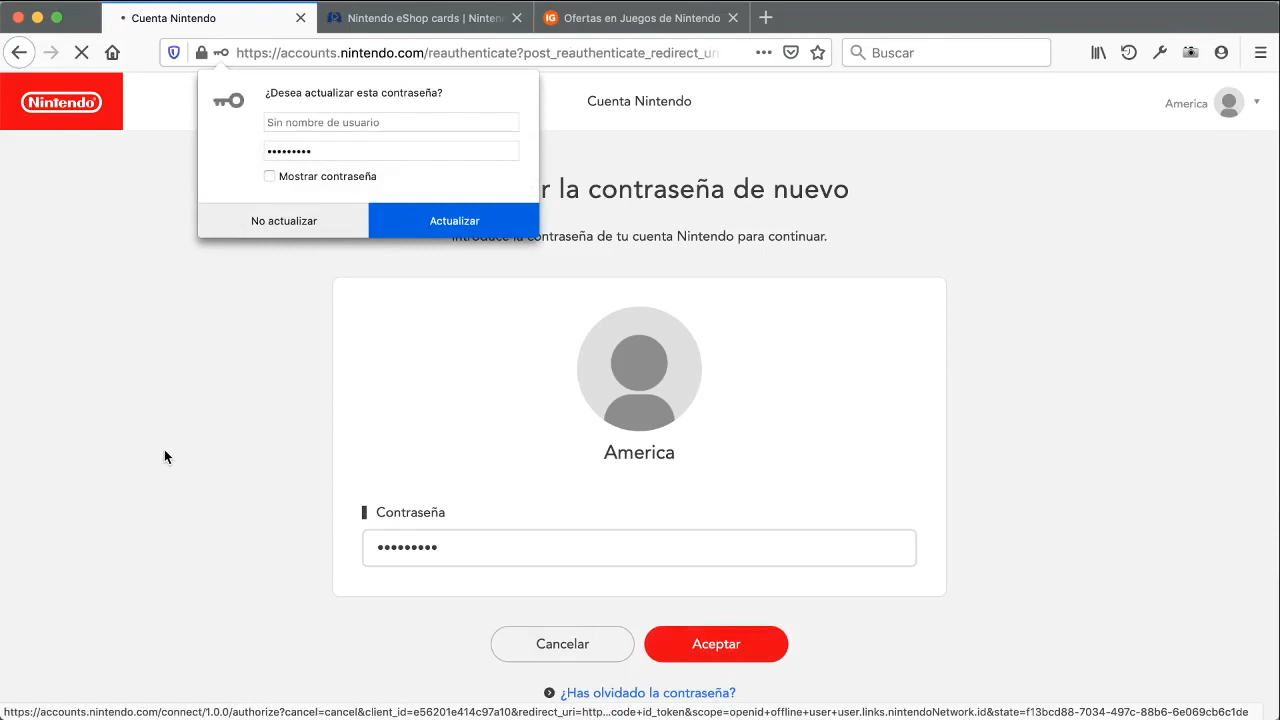 Cuenta Nintendo
Nintendo eShop cards | Ninten
IG Ofertas en Juegos de Nintendo
https://accounts.nintendo.com/reauthenticate?post_reauthenticate_redirect_uri
Buscar
Nintendo
¿Desea actualizar esta contraseña?
Sin nombre de usuario
•••••••••
Mostrar contraseña
No actualizar
Actualizar
Cuenta Nintendo
America
r la contraseña de nuevo
Introduce la contraseña de tu cuenta Nintendo para continuar.
America
Contraseña
•••••••••
Cancelar
Aceptar
¿Has olvidado la contraseña?
https://accounts.nintendo.com/connect/1.0.0/authorize?cancel=cancel&client_id=e56201e414c97a10&redirect_uri=http...code+id_token&scope=openid+offline+user+user.links.nintendoNetwork.id&state=f13bcd88-7034-497c-88b6-6e069cb6c1de